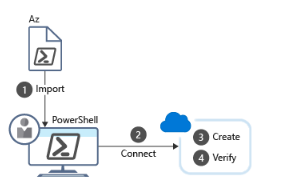 Az
1 Import
PowerShell
2
Connect
3 Create
4 Verify